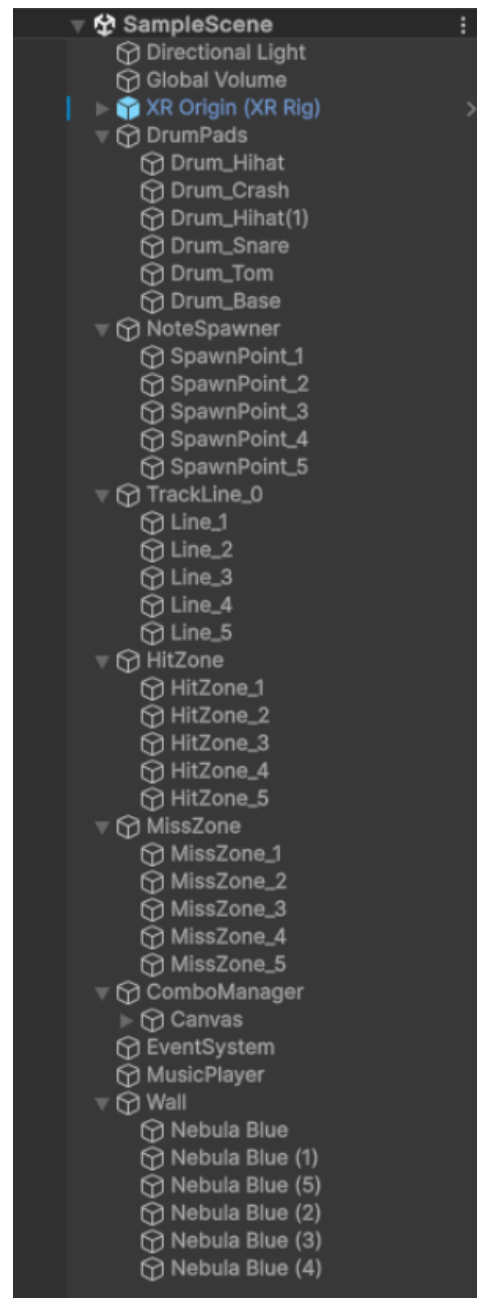 SampleScene
Directional Light
Global Volume
XR Origin (XR Rig)
DrumPads
Drum_Hihat
Drum_Crash
Drum_Hihat(1)
Drum_Snare
Drum_Tom
Drum_Base
NoteSpawner
SpawnPoint_1
SpawnPoint_2
SpawnPoint_3
SpawnPoint_4
SpawnPoint_5
TrackLine_0
Line_1
Line_2
Line_3
Line_4
Line_5
HitZone
HitZone_1
HitZone_2
HitZone_3
HitZone_4
HitZone_5
MissZone
MissZone_1
MissZone_2
MissZone_3
MissZone_4
MissZone_5
ComboManager
Canvas
EventSystem
MusicPlayer
Wall
Nebula Blue
Nebula Blue (1)
Nebula Blue (5)
Nebula Blue (2)
Nebula Blue (3)
Nebula Blue (4)